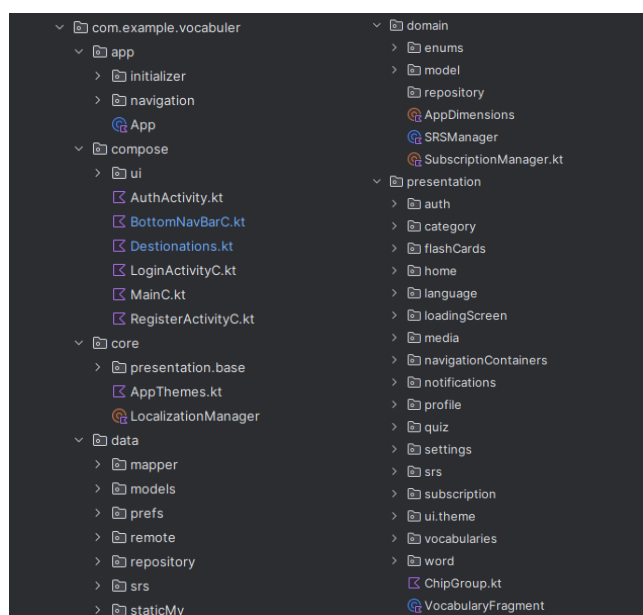 com.example.vocabuler
app
initializer
navigation
App
compose
ui
AuthActivity.kt
BottomNavBarC.kt
Destionations.kt
LoginActivityC.kt
MainC.kt
RegisterActivityC.kt
core
presentation.base
AppThemes.kt
LocalizationManager
data
mapper
models
prefs
remote
repository
srs
staticMy
domain
enums
model
repository
AppDimensions
SRSManager
SubscriptionManager.kt
presentation
auth
category
flashCards
home
language
loadingScreen
media
navigationContainers
notifications
profile
quiz
settings
srs
subscription
ui.theme
vocabularies
word
ChipGroup.kt
VocabularyFragment